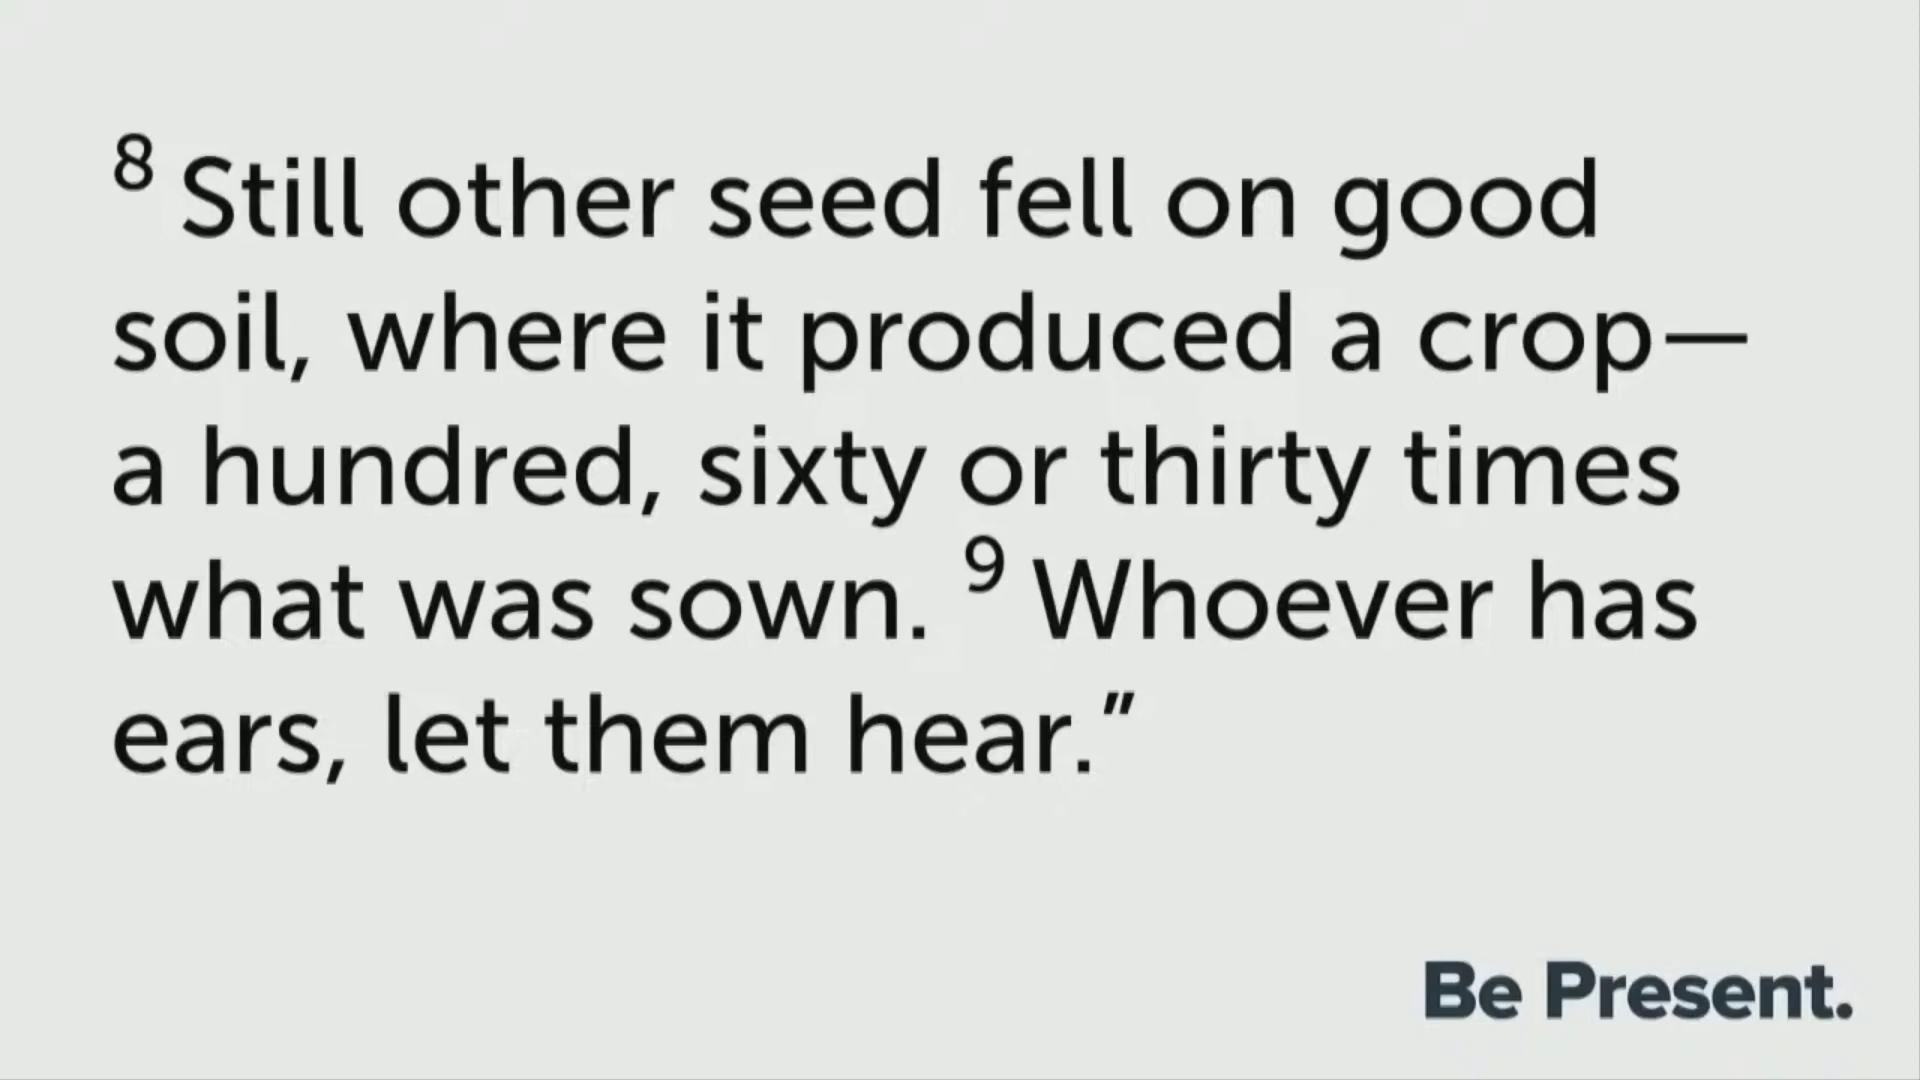 ⁸ Still other seed fell on good
soil, where it produced a crop—
a hundred, sixty or thirty times
what was sown. ⁹ Whoever has
ears, let them hear.”
Be Present.